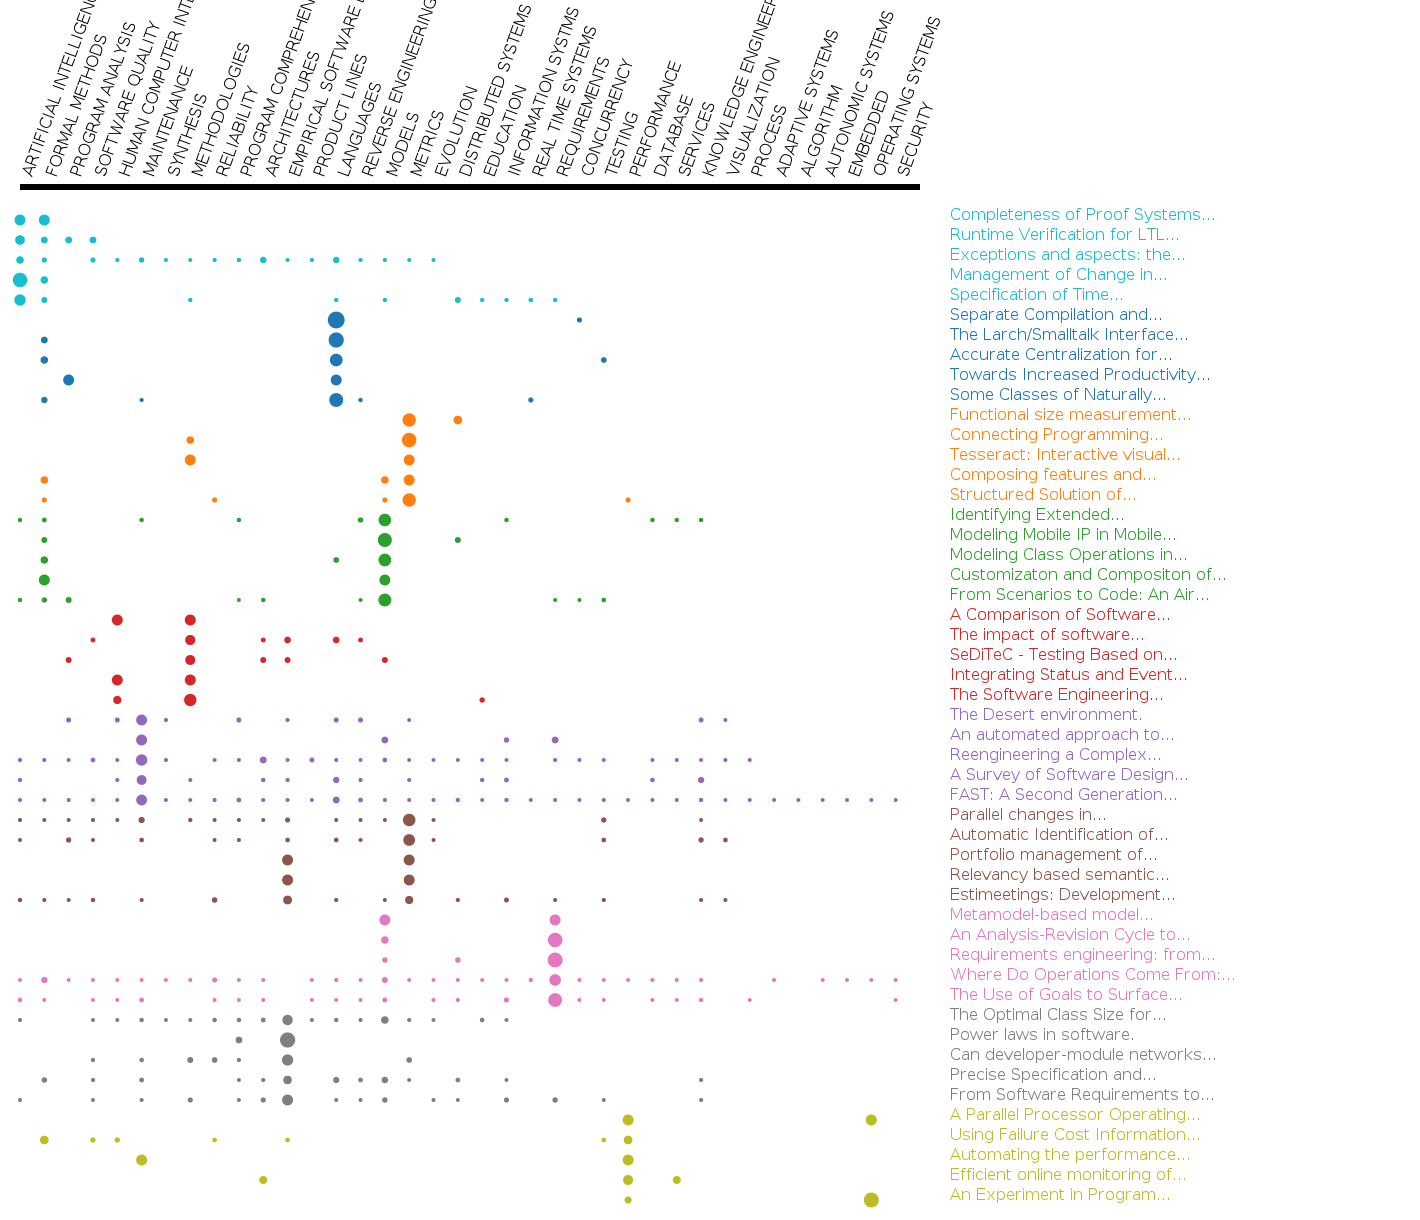 ARTIFICIAL INTELLIGENC
FORMAL METHODS
PROGRAM ANALYSIS
SOFTWARE QUALITY
HUMAN COMPUTER INTE
MAINTENANCE
SYNTHESIS
METHODOLOGIES
RELIABILITY
PROGRAM COMPREHEN
ARCHITECTURES
EMPIRICAL SOFTWARE
PRODUCT LINES
LANGUAGES
REVERSE ENGINEERING
MODELS
METRICS
EVOLUTION
DISTRIBUTED SYSTEMS
EDUCATION
INFORMATION SYSTMS
REAL TIME SYSTEMS
REQUIREMENTS
CONCURRENCY
TESTING
PERFORMANCE
DATABASE
SERVICES
KNOWLEDGE ENGINEER
VISUALIZATION
PROCESS
ADAPTIVE SYSTEMS
ALGORITHM
AUTONOMIC SYSTEMS
EMBEDDED
OPERATING SYSTEMS
SECURITY
Completeness of Proof Systems...
Runtime Verification for LTL...
Exceptions and aspects: the...
Management of Change in...
Specification of Time...
Separate Compilation and...
The Larch/Smalltalk Interface...
Accurate Centralization for...
Towards Increased Productivity...
Some Classes of Naturally...
Functional size measurement...
Connecting Programming...
Tesseract: Interactive visual...
Composing features and...
Structured Solution of...
Identifying Extended...
Modeling Mobile IP in Mobile...
Modeling Class Operations in...
Customizaton and Compositon of...
From Scenarios to Code: An Air...
A Comparison of Software...
The impact of software...
SeDiTeC - Testing Based on...
Integrating Status and Event...
The Software Engineering...
The Desert environment.
An automated approach to...
Reengineering a Complex...
A Survey of Software Design...
FAST: A Second Generation...
Parallel changes in...
Automatic Identification of...
Portfolio management of...
Relevancy based semantic...
Estimeetings: Development...
Metamodel-based model...
An Analysis-Revision Cycle to...
Requirements engineering: from...
Where Do Operations Come From:...
The Use of Goals to Surface...
The Optimal Class Size for...
Power laws in software.
Can developer-module networks...
Precise Specification and...
From Software Requirements to...
A Parallel Processor Operating...
Using Failure Cost Information...
Automating the performance...
Efficient online monitoring of...
An Experiment in Program...